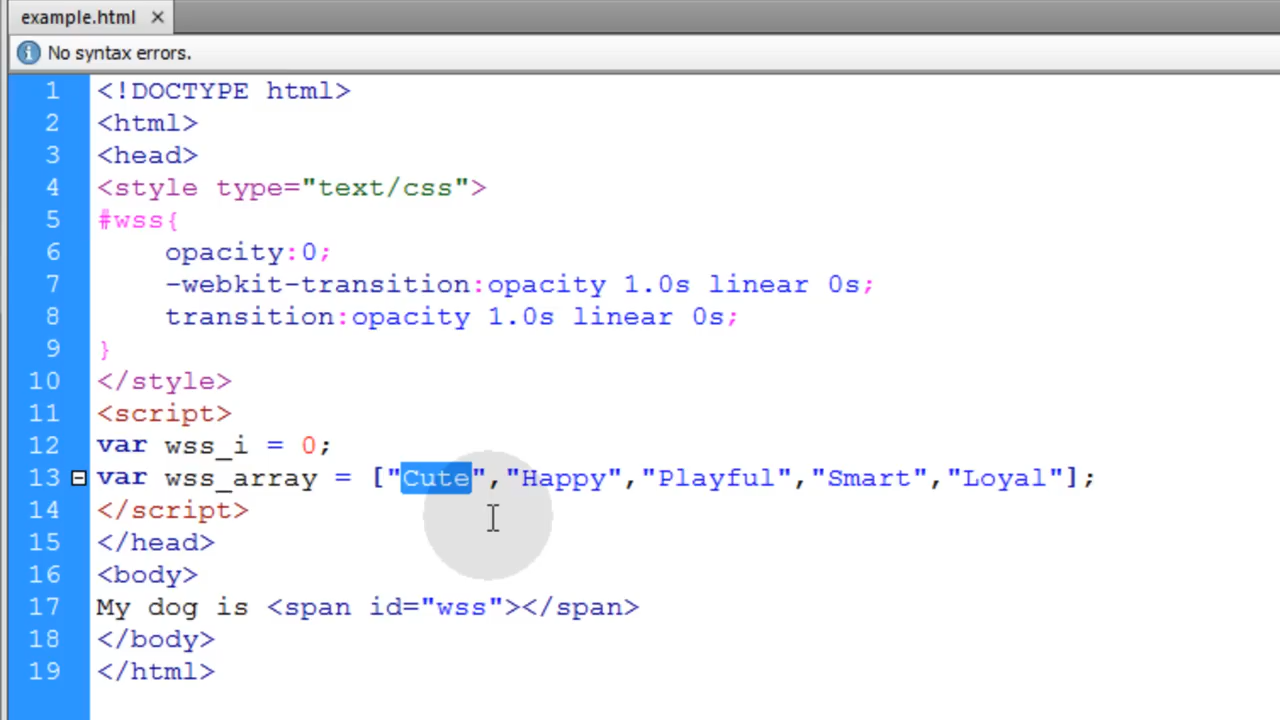 example.html ×
No syntax errors.
1 <!DOCTYPE html>
2 <html>
3 <head>
4 <style type="text/css">
5 #wss{
6     opacity:0;
7     -webkit-transition:opacity 1.0s linear 0s;
8     transition:opacity 1.0s linear 0s;
9 }
10 </style>
11 <script>
12 var wss_i = 0;
13 var wss_array = ["Cute","Happy","Playful","Smart","Loyal"];
14 </script>
15 </head>
16 <body>
17 My dog is <span id="wss"></span>
18 </body>
19 </html>